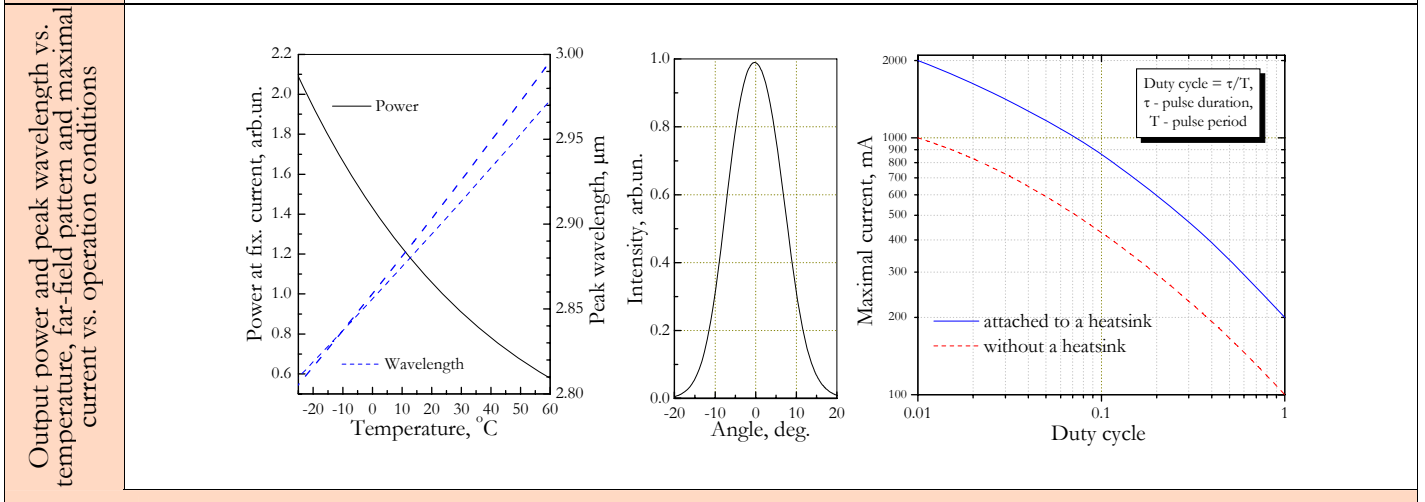 Output power and peak wavelength vs.
temperature, far-field pattern and maximal
current vs. operation conditions
Power at fix. current, arb.un.
2.2
2.0
1.8
1.6
1.4
1.2
1.0
0.8
0.6
Power
Wavelength
-20 -10 0 10 20 30 40 50 60
Temperature, °C
3.00
2.95
2.90
2.85
2.80
Peak wavelength, μm
Intensity, arb.un.
1.0
0.8
0.6
0.4
0.2
0.0
-20 -10 0 10 20
Angle, deg.
Maximal current, mA
2000
1000
900
800
700
600
500
400
300
200
100
Duty cycle = τ/T,
τ - pulse duration,
T - pulse period
attached to a heatsink
without a heatsink
0.01 0.1 1
Duty cycle